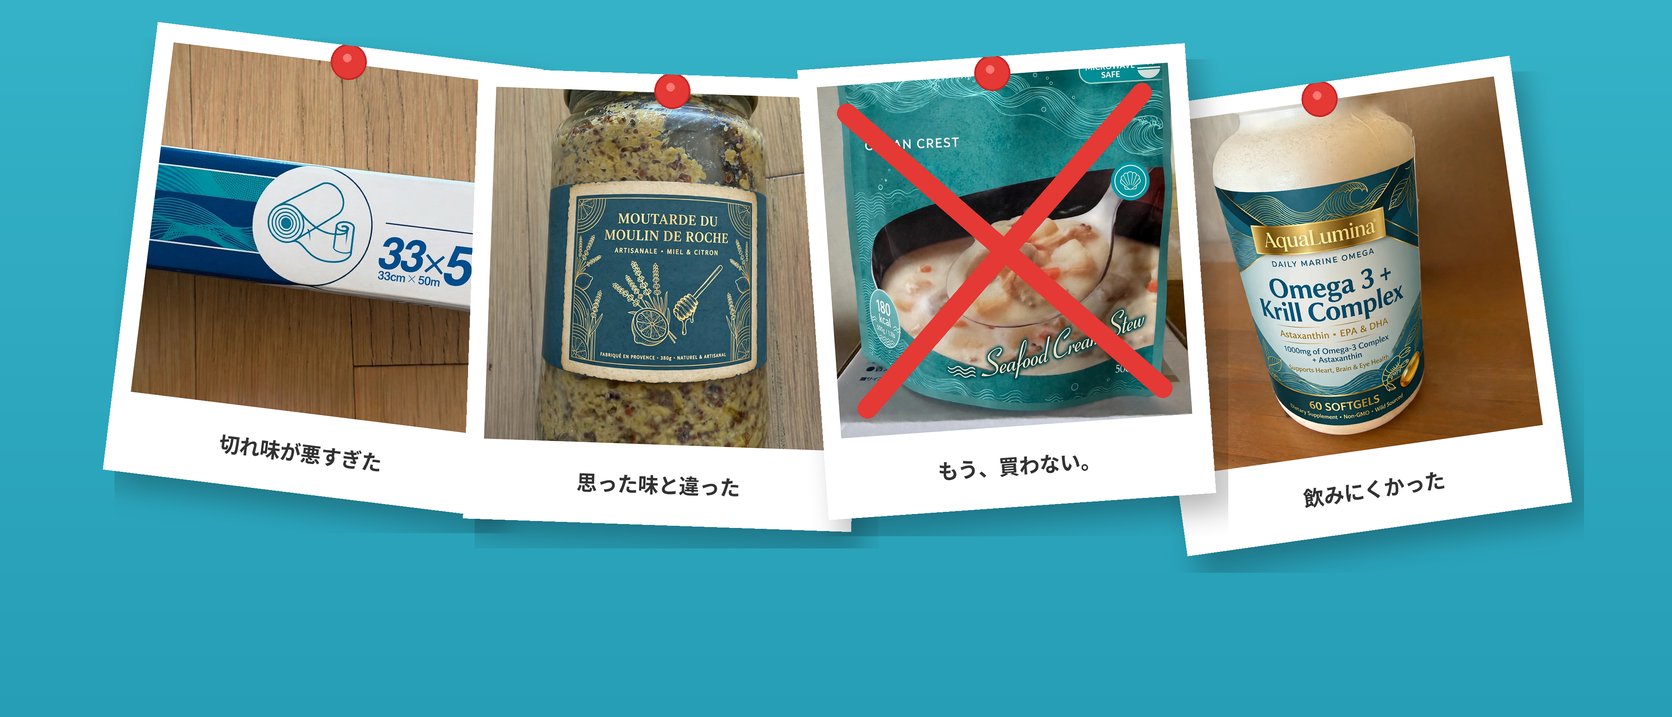 33×5
33cm × 50m
切れ味が悪すぎた
MOUTARDE DU
MOULIN DE ROCHE
ARTISANALE • MIEL & CITRON
FABRIQUÉ EN PROVENCE • 380g • NATUREL & ARTISANAL
思った味と違った
MICROWAVE
SAFE
CREST
180
kcal
Seafood Cream Stew
もう、買わない。
AquaLumina
DAILY MARINE OMEGA
Omega 3 +
Krill Complex
Astaxanthin • EPA & DHA
1000mg of Omega-3 Complex
+ Astaxanthin
Supports Heart, Brain & Eye Health
60 SOFTGELS
Dietary Supplement • Non-GMO • Wild Sourced
飲みにくかった